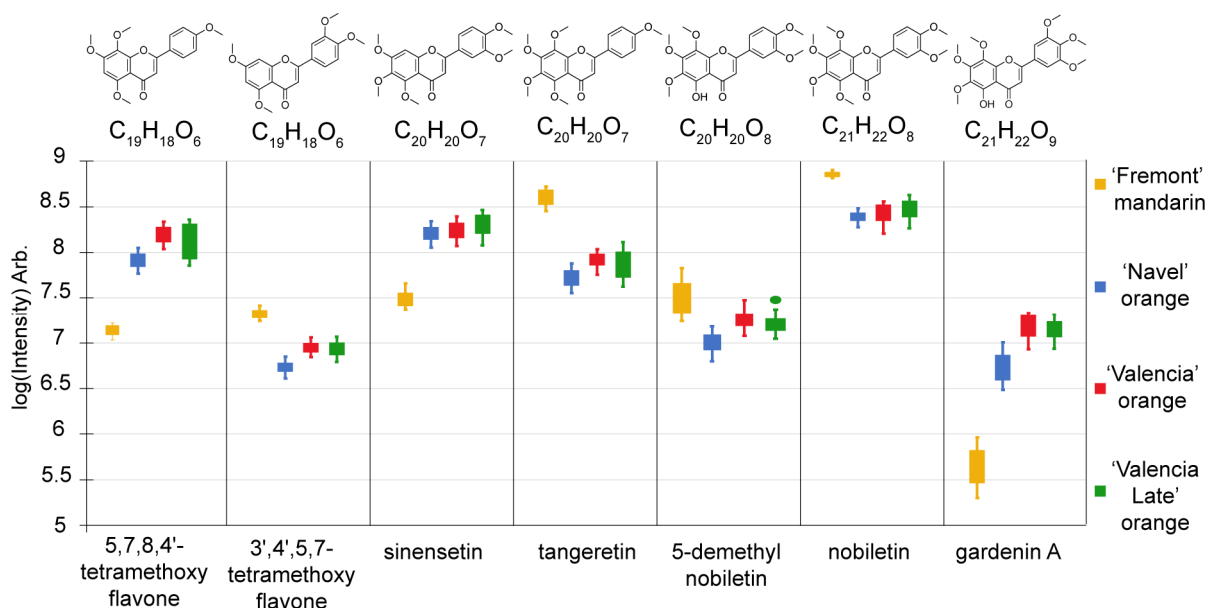 C₁₉H₁₈O₆
C₁₉H₁₈O₆
C₂₀H₂₀O₇
C₂₀H₂₀O₇
C₂₀H₂₀O₈
C₂₁H₂₂O₈
C₂₁H₂₂O₉
log(Intensity) Arb.
9
8.5
8
7.5
7
6.5
6
5.5
5
'Fremont'
mandarin
'Navel'
orange
'Valencia'
orange
'Valencia
Late'
orange
5,7,8,4'-
tetramethoxy
flavone
3',4',5,7-
tetramethoxy
flavone
sinensetin
tangeretin
5-demethyl
nobiletin
nobiletin
gardenin A